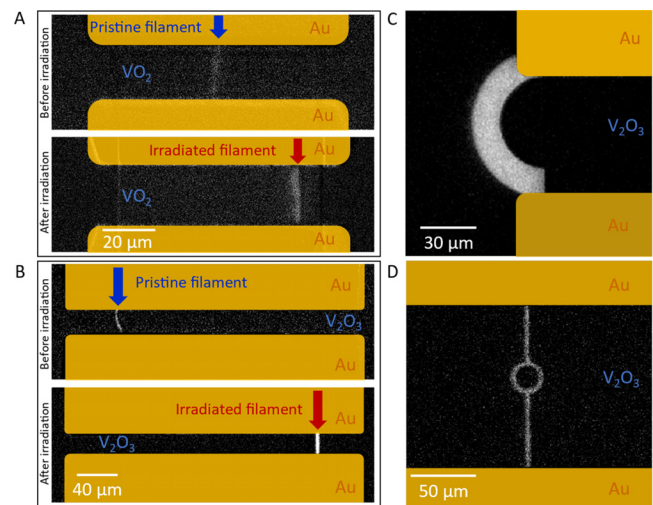 A
Before irradiation
Pristine filament
Au
VO2
Au
After irradiation
Irradiated filament
Au
VO2
Au
20 µm
B
Before irradiation
Pristine filament
Au
V2O3
Au
After irradiation
Au
Irradiated filament
V2O3
40 µm
Au
C
Au
V2O3
30 µm
Au
D
Au
V2O3
50 µm
Au